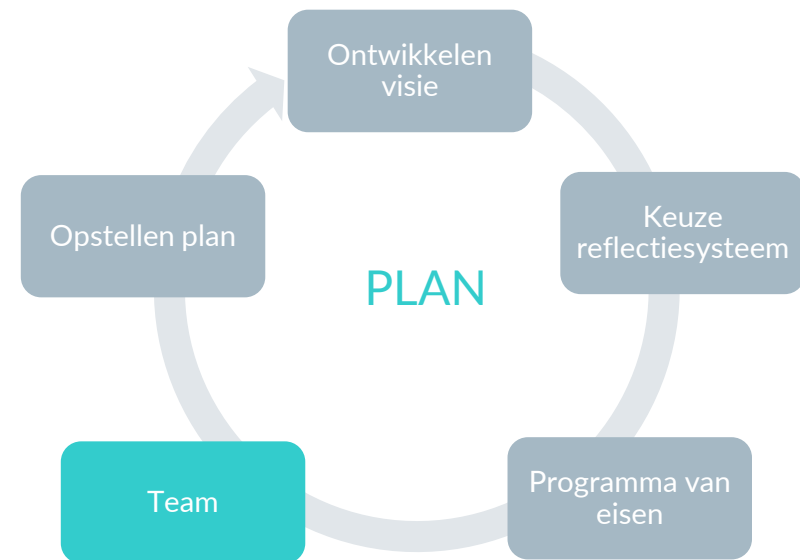 Ontwikkelen
visie
Keuze
reflectiesysteem
Opstellen plan
PLAN
Programma van
eisen
Team